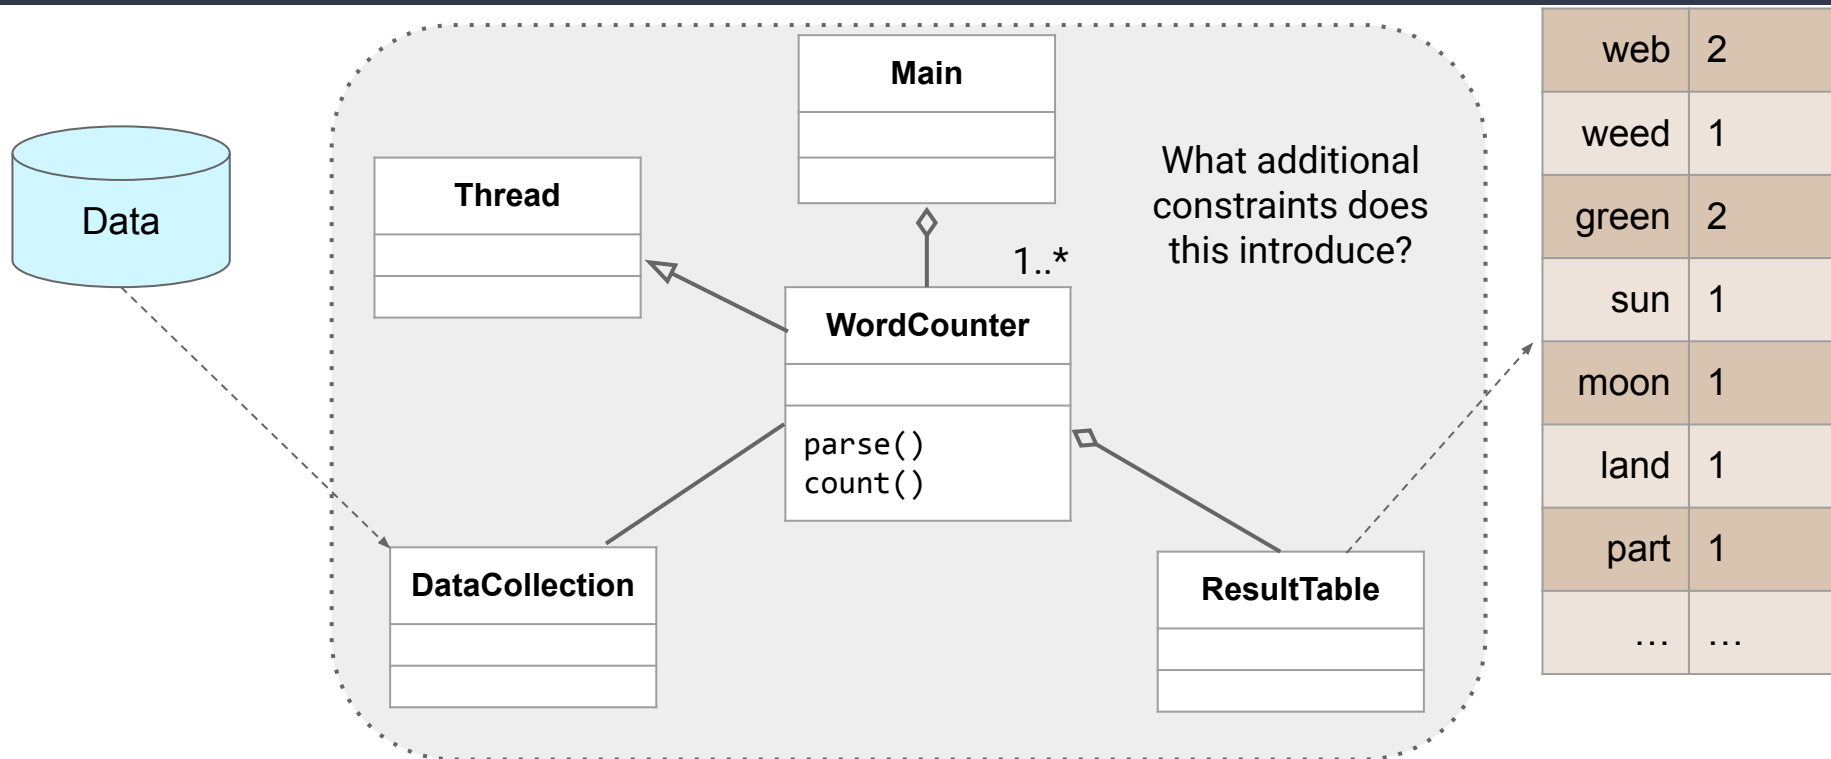 Data
Thread
Main
What additional
constraints does
this introduce?
1..*
WordCounter
parse()
count()
DataCollection
ResultTable
web 2
weed 1
green 2
sun 1
moon 1
land 1
part 1
... ...